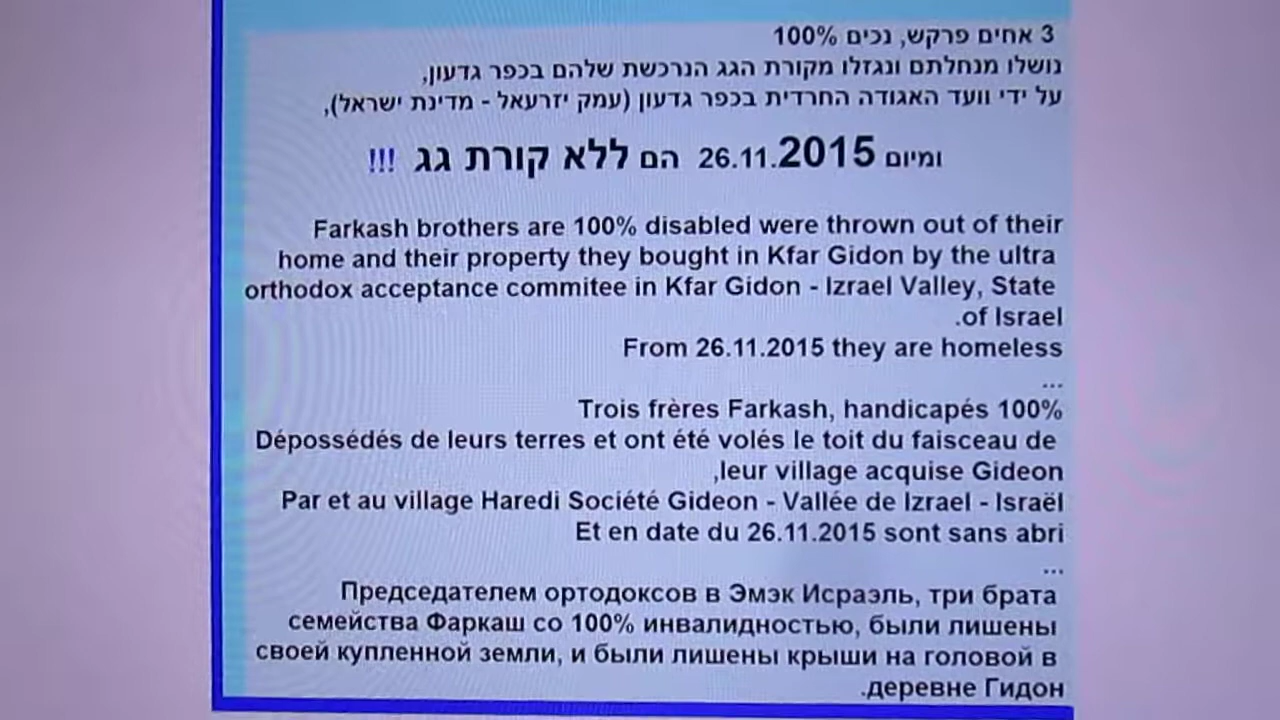 3 אחים פרקש, נכים 100%
נושלו מנחלתם ונגזלו מקורת הגג הנרכשת שלהם בכפר גדעון,
על ידי וועד האגודה החרדית בכפר גדעון (עמק יזרעאל - מדינת ישראל),
ומיום 26.11.2015 הם ללא קורת גג !!!
Farkash brothers are 100% disabled were thrown out of their
home and their property they bought in Kfar Gidon by the ultra
orthodox acceptance commitee in Kfar Gidon - Izrael Valley, State
of Israel.
From 26.11.2015 they are homeless
...
Trois frères Farkash, handicapés 100%
Dépossédés de leurs terres et ont été volés le toit du faisceau de
leur village acquise Gideon,
Par et au village Haredi Société Gideon - Vallée de Izrael - Israël
Et en date du 26.11.2015 sont sans abri
...
Председателем ортодоксов в Эмэк Исраэль, три брата
семейства Фаркаш со 100% инвалидностью, были лишены
своей купленной земли, и были лишены крыши на головой в
деревне Гидон.